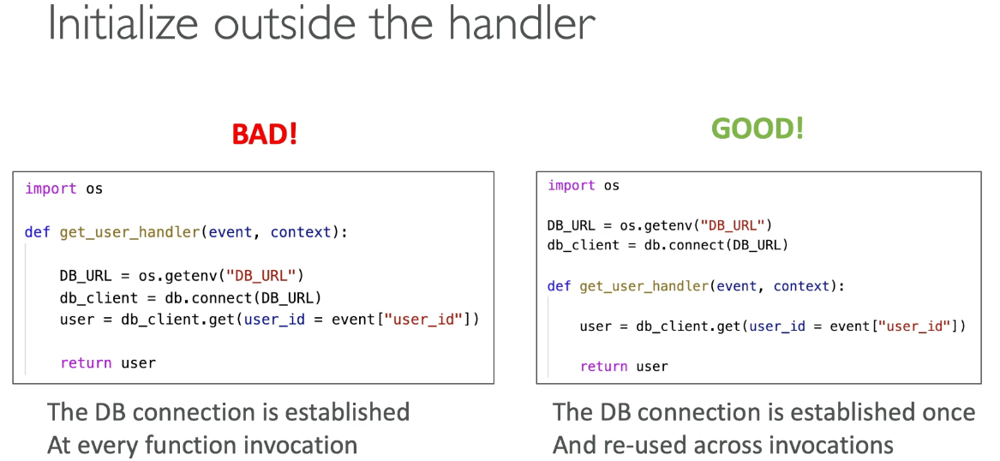 Initialize outside the handler
BAD!
import os
def get_user_handler(event, context):
DB_URL = os.getenv("DB_URL")
db_client = db.connect(DB_URL)
user = db_client.get(user_id = event["user_id"])
return user
The DB connection is established
At every function invocation
GOOD!
import os
DB_URL = os.getenv("DB_URL")
db_client = db.connect(DB_URL)
def get_user_handler(event, context):
user = db_client.get(user_id = event["user_id"])
return user
The DB connection is established once
And re-used across invocations